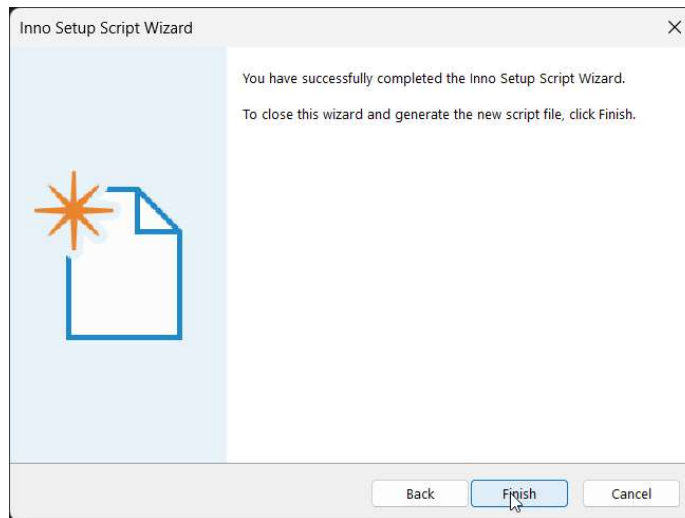 Inno Setup Script Wizard
You have successfully completed the Inno Setup Script Wizard.
To close this wizard and generate the new script file, click Finish.
Back
Finish
Cancel